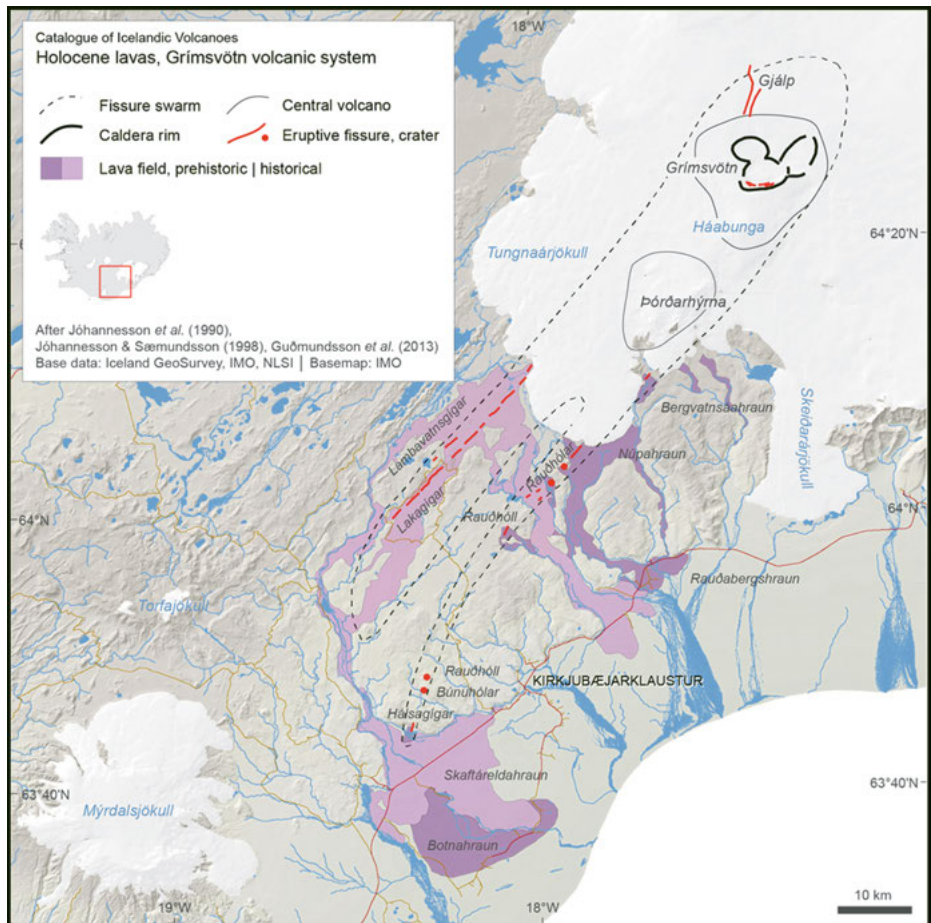 Catalogue of Icelandic Volcanoes
Holocene lavas, Grímsvötn volcanic system
Fissure swarm
Central volcano
Caldera rim
Eruptive fissure, crater
Lava field, prehistoric | historical
After Jóhannesson et al. (1990),
Jóhannesson & Sæmundsson (1998), Guðmundsson et al. (2013)
Base data: Iceland GeoSurvey, IMO, NLSI | Basemap: IMO
18°W
Gjálp
Grímsvötn
Háabunga
64°20'N
Tungnaárjökull
Þórðarhyrna
Skeiðarárjökull
Bergvatnsáahraun
Lambavatnsgígar
Núpahraun
Rauðhólar
Lakagígar
64°N
Rauðhóll
64°N
Rauðabergshraun
Torfajökull
Rauðhóll
KIRKJUBÆJARKLAUSTUR
Búnuhólar
Hálsagígar
Skaftáreldahraun
63°40'N
63°40'N
Mýrdalsjökull
Botnahraun
19°W
18°W
10 km